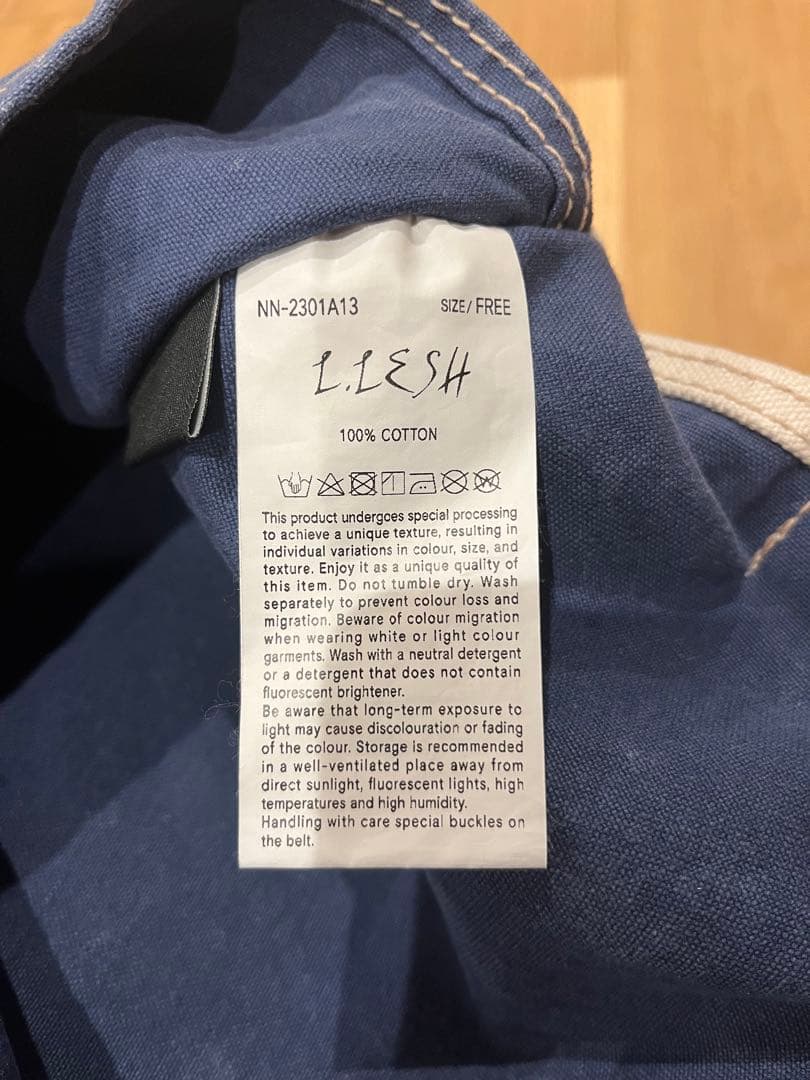 NN-2301A13 SIZE/ FREE
L.LESH
100% COTTON
This product undergoes special processing
to achieve a unique texture, resulting in
individual variations in colour, size, and
texture. Enjoy it as a unique quality of
this item. Do not tumble dry. Wash
separately to prevent colour loss and
migration. Beware of colour migration
when wearing white or light colour
garments. Wash with a neutral detergent
or a detergent that does not contain
fluorescent brightener.
Be aware that long-term exposure to
light may cause discolouration or fading
of the colour. Storage is recommended
in a well-ventilated place away from
direct sunlight, fluorescent lights, high
temperatures and high humidity.
Handling with care special buckles on
the belt.